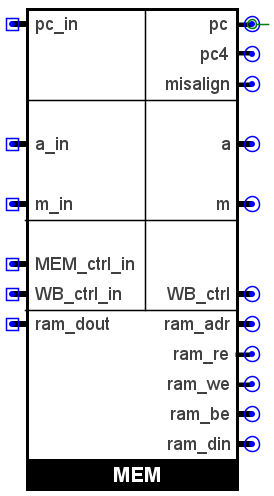 pc_in pc
pc4
misalign
a_in a
m_in m
MEM_ctrl_in
WB_ctrl_in WB_ctrl
ram_dout ram_adr
ram_re
ram_we
ram_be
ram_din
MEM